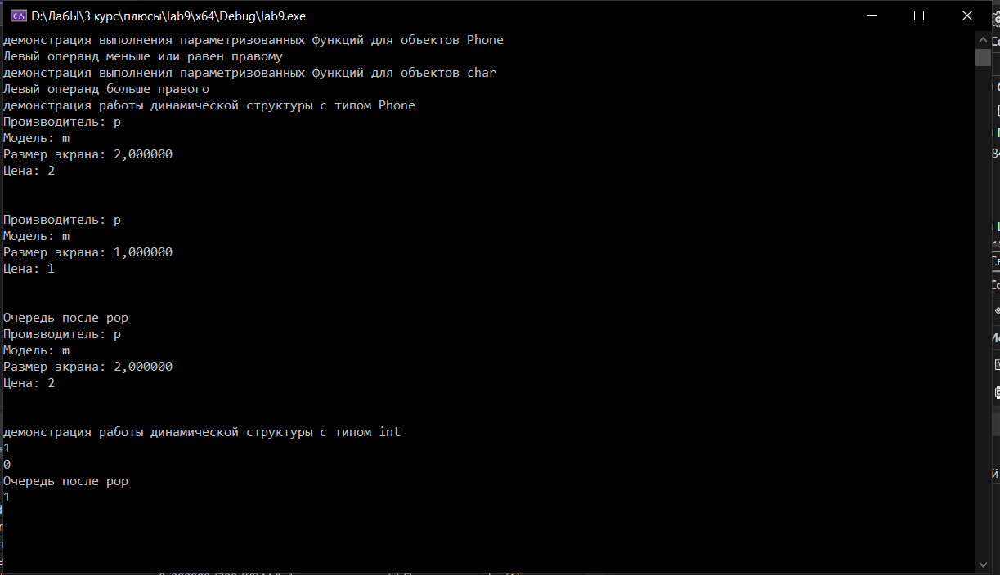 D:\ЛабЫ\3 курс\плюсы\lab9\x64\Debug\lab9.exe
демонстрация выполнения параметризованных функций для объектов Phone
Левый операнд меньше или равен правому
демонстрация выполнения параметризованных функций для объектов char
Левый операнд больше правого
демонстрация работы динамической структуры с типом Phone
Производитель: p
Модель: m
Размер экрана: 2,000000
Цена: 2
Производитель: p
Модель: m
Размер экрана: 1,000000
Цена: 1
Очередь после pop
Производитель: p
Модель: m
Размер экрана: 2,000000
Цена: 2
демонстрация работы динамической структуры с типом int
1
0
Очередь после pop
1